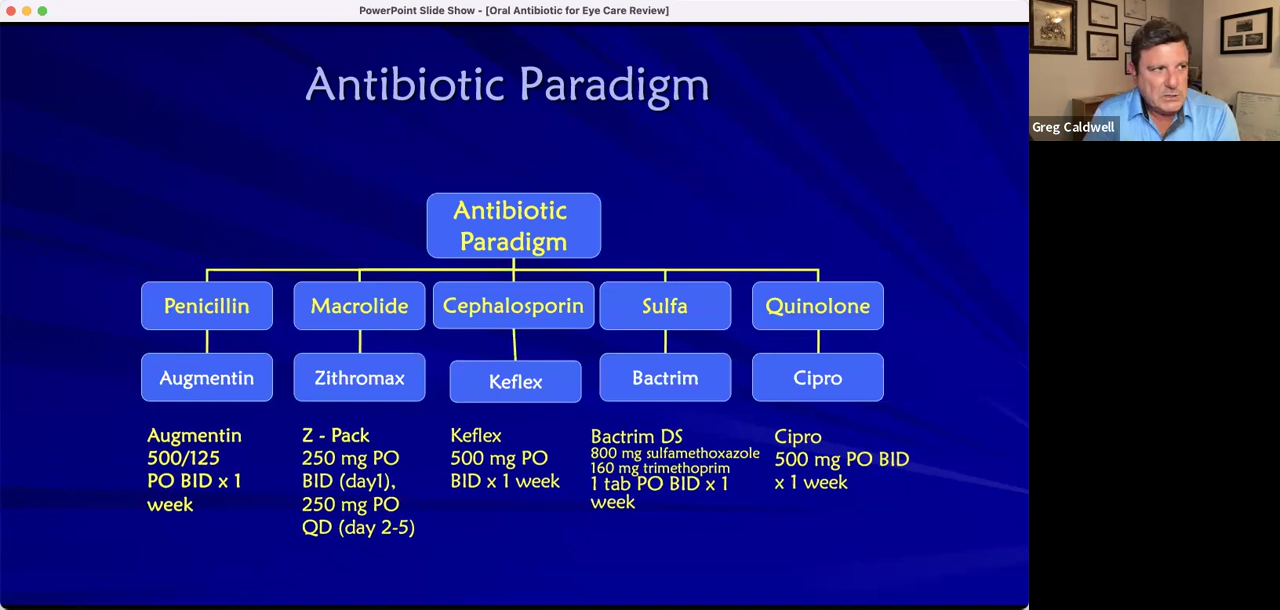 PowerPoint Slide Show - [Oral Antibiotic for Eye Care Review]
Antibiotic Paradigm
Antibiotic
Paradigm
Penicillin
Macrolide
Cephalosporin
Sulfa
Quinolone
Augmentin
Zithromax
Keflex
Bactrim
Cipro
Augmentin
500/125
PO BID x 1
week
Z - Pack
250 mg PO
BID (day1),
250 mg PO
QD (day 2-5)
Keflex
500 mg PO
BID x 1 week
Bactrim DS
800 mg sulfamethoxazole
160 mg trimethoprim
1 tab PO BID x 1
week
Cipro
500 mg PO BID
x 1 week
Greg Caldwell